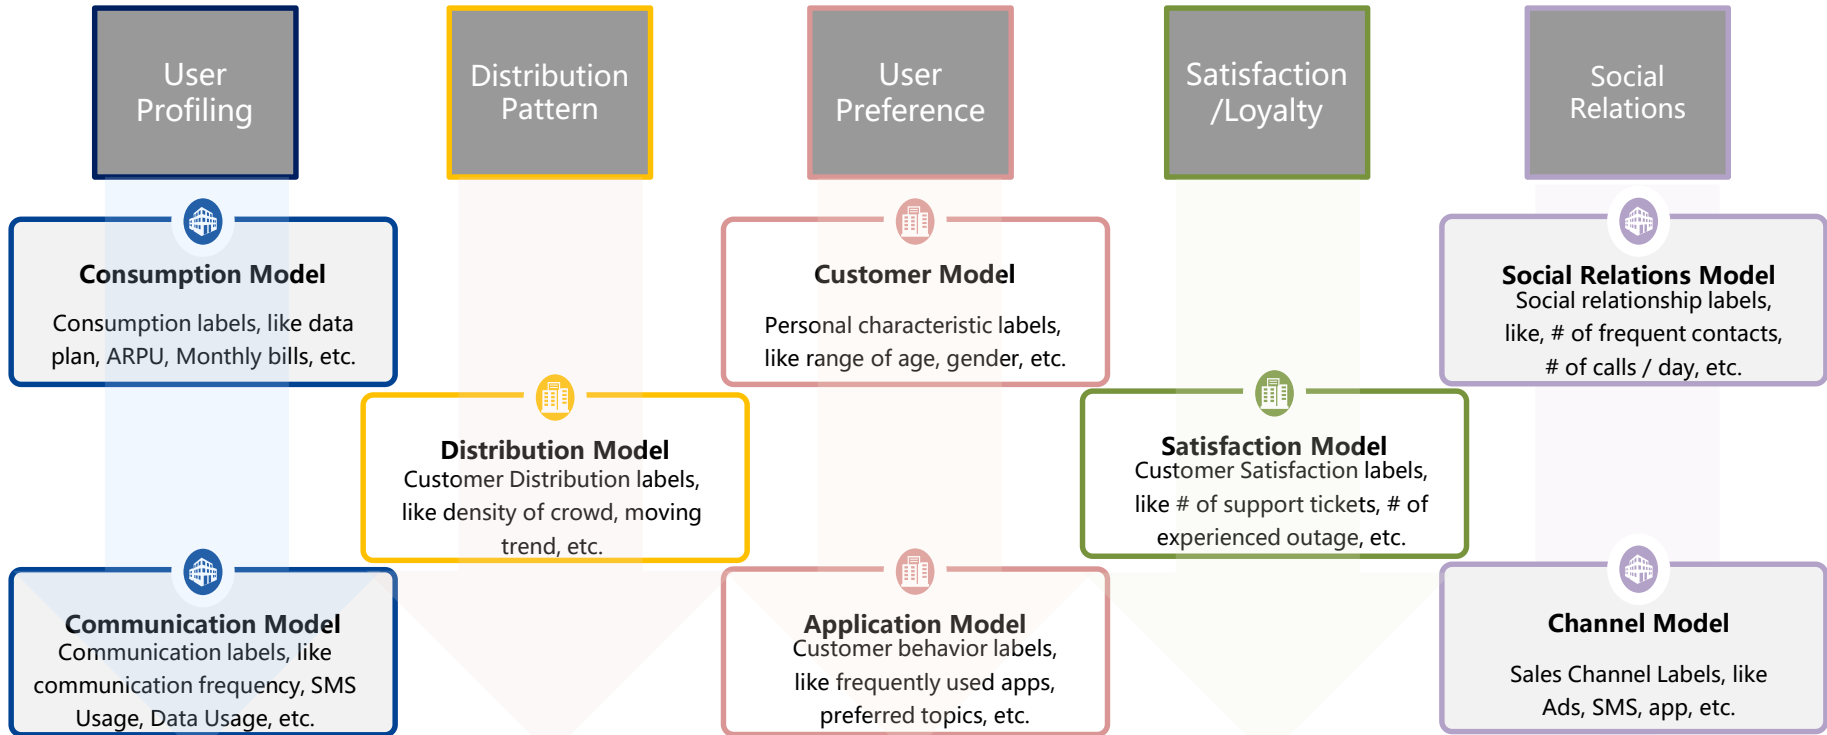 User
Profiling
Distribution
Pattern
User
Preference
Satisfaction
/Loyalty
Social
Relations
Consumption Model
Consumption labels, like data
plan, ARPU, Monthly bills, etc.
Customer Model
Personal characteristic labels,
like range of age, gender, etc.
Social Relations Model
Social relationship labels,
like, # of frequent contacts,
# of calls / day, etc.
Distribution Model
Customer Distribution labels,
like density of crowd, moving
trend, etc.
Satisfaction Model
Customer Satisfaction labels,
like # of support tickets, # of
experienced outage, etc.
Communication Model
Communication labels, like
communication frequency, SMS
Usage, Data Usage, etc.
Application Model
Customer behavior labels,
like frequently used apps,
preferred topics, etc.
Channel Model
Sales Channel Labels, like
Ads, SMS, app, etc.